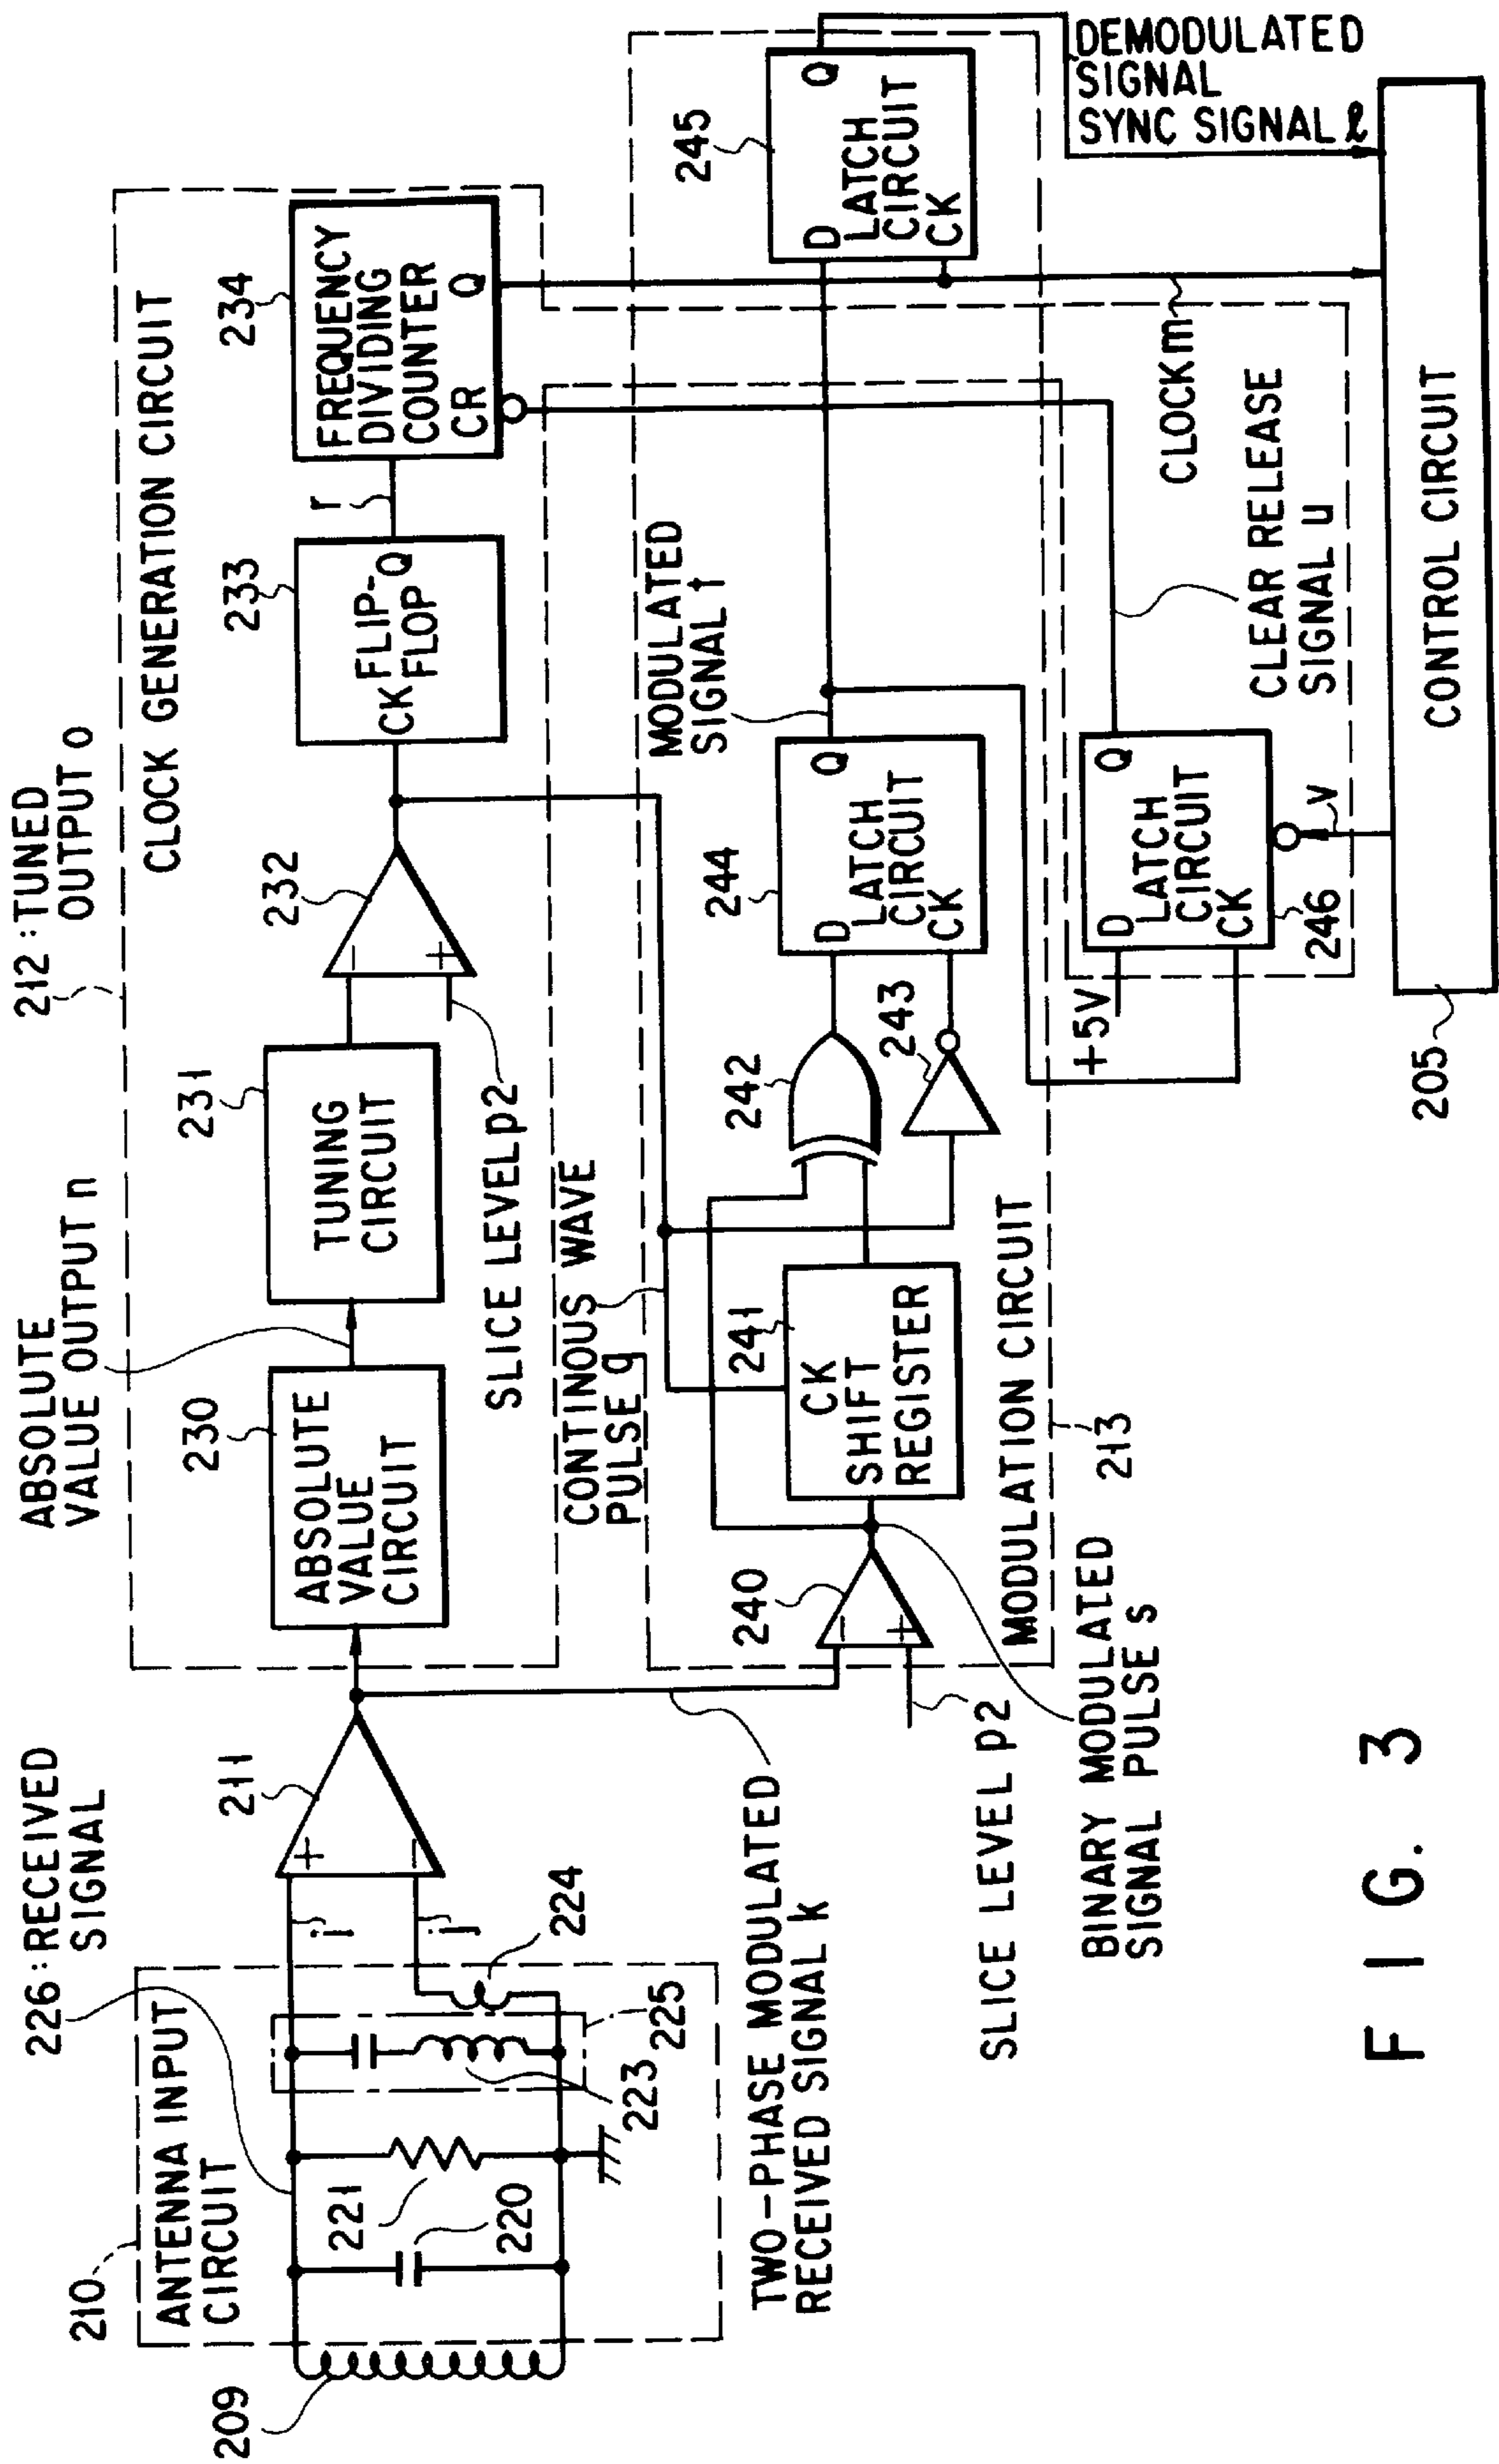 212 : TUNED
OUTPUT o
ABSOLUTE
VALUE OUTPUT n
226 : RECEIVED
SIGNAL
210
ANTENNA INPUT
CIRCUIT
209
221
220
223
225
224
i
j
+
−
211
TWO-PHASE MODULATED
RECEIVED SIGNAL k
CLOCK GENERATION CIRCUIT
230
ABSOLUTE
VALUE
CIRCUIT
231
TUNING
CIRCUIT
SLICE LEVEL p2
232
−
+
233
CK FLIP-
FLOP Q
r
234
FREQUENCY
DIVIDING
COUNTER
CR Q
CONTINOUS WAVE
PULSE q
240
−
+
SLICE LEVEL p2
BINARY MODULATED
SIGNAL PULSE s
241
CK
SHIFT
REGISTER
242
243
244
D Q
LATCH
CIRCUIT
CK
MODULATED
SIGNAL t
245
D Q
LATCH
CIRCUIT
CK
MODULATION CIRCUIT
213
+5V
D Q
LATCH
CIRCUIT
CK
246
v
CLEAR RELEASE
SIGNAL u
CLOCK m
DEMODULATED
SIGNAL
SYNC SIGNAL ℓ
205
CONTROL CIRCUIT
FIG. 3